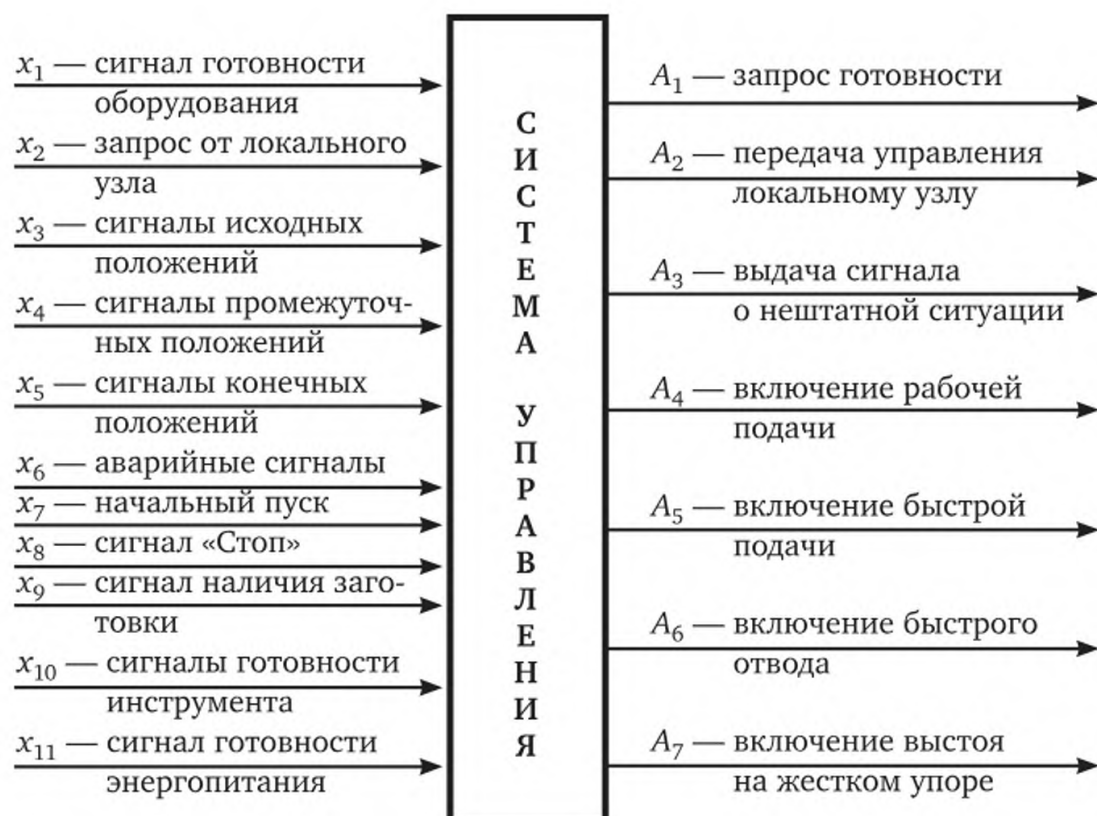 x₁ — сигнал готовности
оборудования
x₂ — запрос от локального
узла
x₃ — сигналы исходных
положений
x₄ — сигналы промежуточ-
ных положений
x₅ — сигналы конечных
положений
x₆ — аварийные сигналы
x₇ — начальный пуск
x₈ — сигнал «Стоп»
x₉ — сигнал наличия заго-
товки
x₁₀ — сигналы готовности
инструмента
x₁₁ — сигнал готовности
энергопитания
СИСТЕМА УПРАВЛЕНИЯ
A₁ — запрос готовности
A₂ — передача управления
локальному узлу
A₃ — выдача сигнала
о нештатной ситуации
A₄ — включение рабочей
подачи
A₅ — включение быстрой
подачи
A₆ — включение быстрого
отвода
A₇ — включение выстоя
на жестком упоре